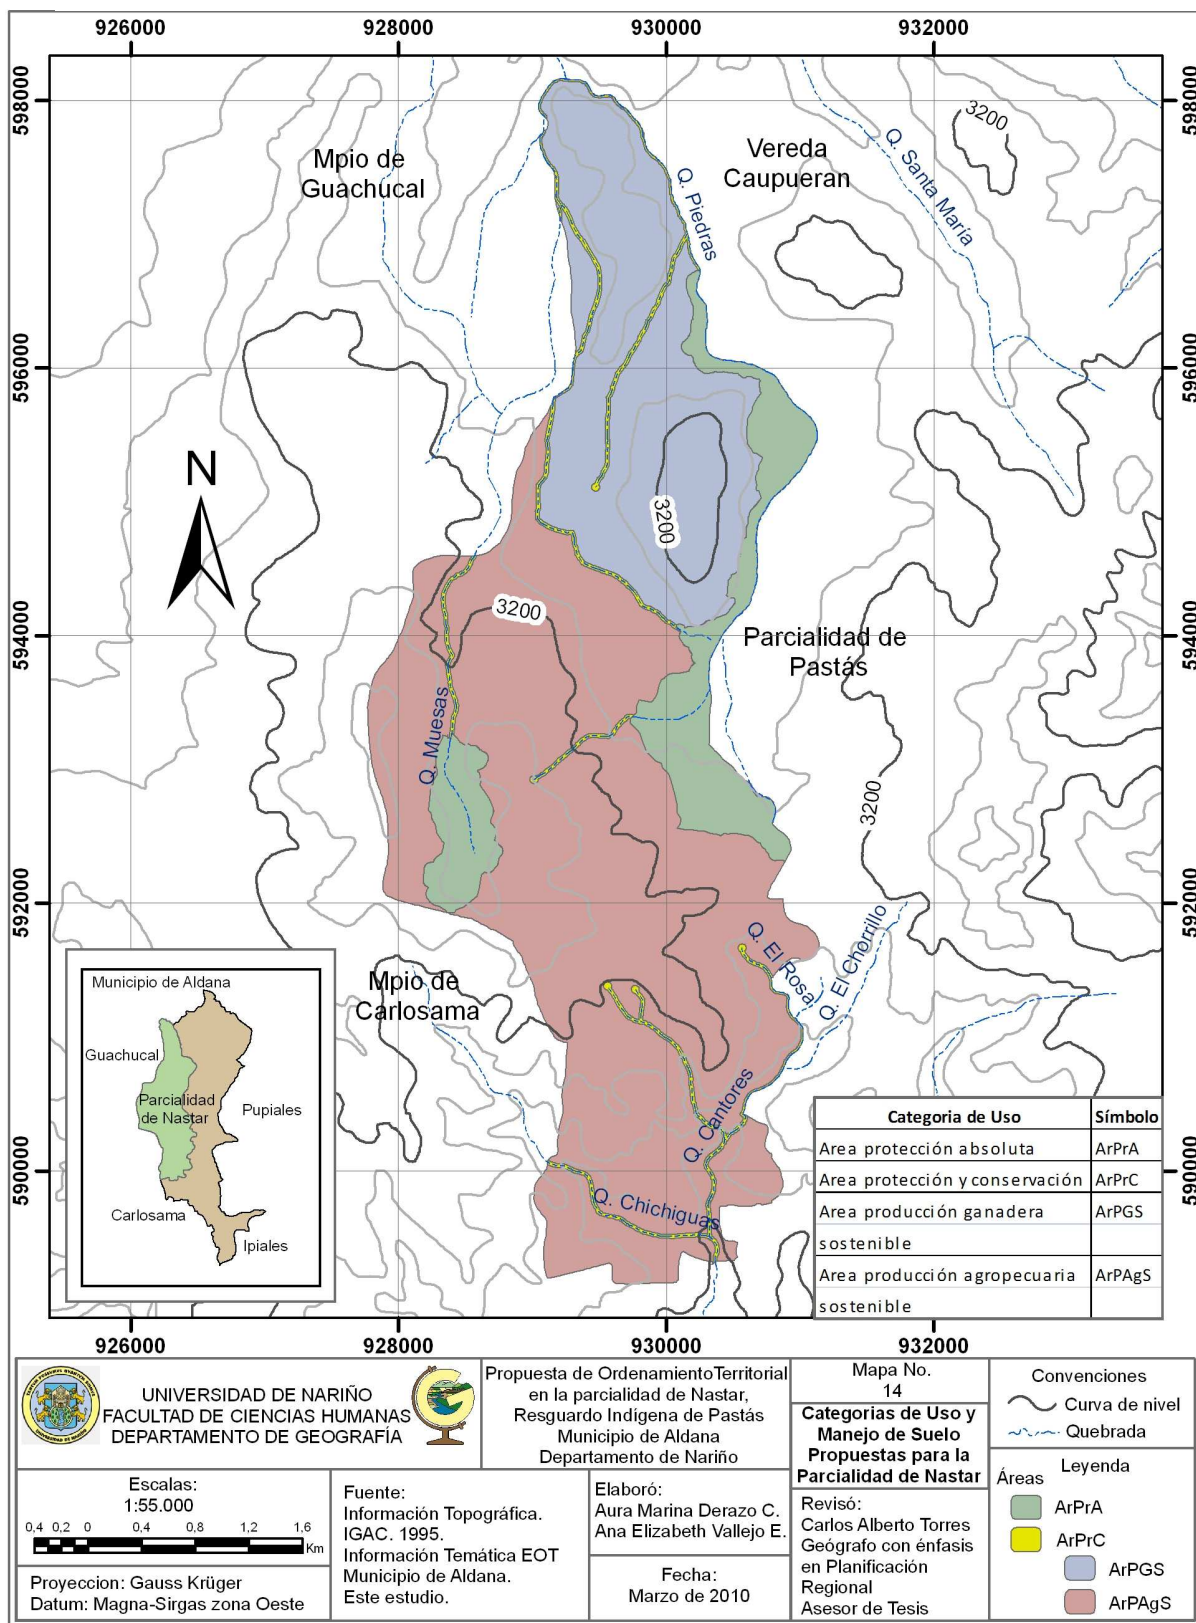 926000
928000
930000
932000
598000
598000
Mpio de
Guachucal
Vereda
Caupueran
3200
Q. Santa María
Q. Piedras
596000
596000
N
3200
594000
594000
3200
Parcialidad de
Pastás
Q. Muesas
3200
592000
592000
Q. El Rosa
Q. El Chorrillo
Mpio de
Carlosama
Q. Cantores
590000
590000
Q. Chichiguas
Municipio de Aldana
Guachucal
Parcialidad
de Nastar
Pupiales
Carlosama
Ipiales
Categoria de Uso Símbolo
Area protección absoluta ArPrA
Area protección y conservación ArPrC
Area producción ganadera ArPGS
sostenible
Area producción agropecuaria ArPAgS
sostenible
926000
928000
930000
932000
UNIVERSIDAD DE NARIÑO
FACULTAD DE CIENCIAS HUMANAS
DEPARTAMENTO DE GEOGRAFÍA
Propuesta de OrdenamientoTerritorial
en la parcialidad de Nastar,
Resguardo Indígena de Pastás
Municipio de Aldana
Departamento de Nariño
Mapa No.
14
Categorias de Uso y
Manejo de Suelo
Propuestas para la
Parcialidad de Nastar
Convenciones
Curva de nivel
Quebrada
Leyenda
Áreas
ArPrA
ArPrC
ArPGS
ArPAgS
Escalas:
1:55.000
0,4 0,2 0 0,4 0,8 1,2 1,6
Km
Proyeccion: Gauss Krüger
Datum: Magna-Sirgas zona Oeste
Fuente:
Información Topográfica.
IGAC. 1995.
Información Temática EOT
Municipio de Aldana.
Este estudio.
Elaboró:
Aura Marina Derazo C.
Ana Elizabeth Vallejo E.
Fecha:
Marzo de 2010
Revisó:
Carlos Alberto Torres
Geógrafo con énfasis
en Planificación
Regional
Asesor de Tesis